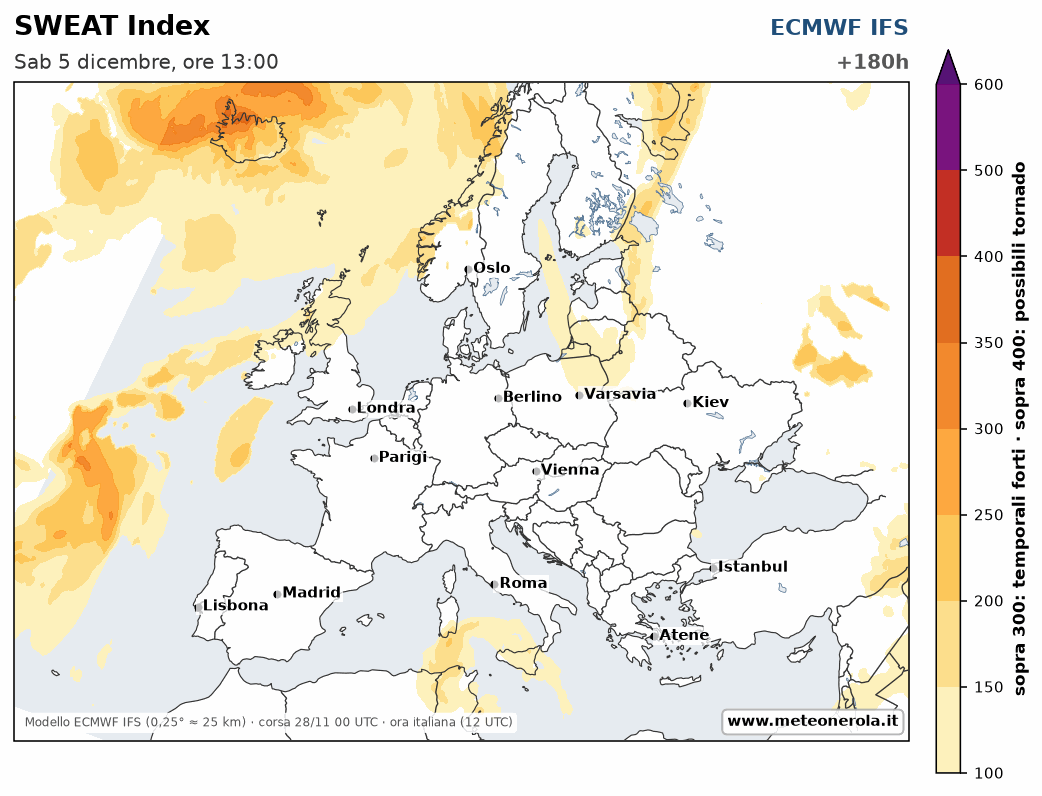 SWEAT Index
ECMWF IFS
Sab 5 dicembre, ore 13:00
+180h
Oslo
Berlino
Varsavia
Kiev
Londra
Parigi
Vienna
Istanbul
Roma
Madrid
Lisbona
Atene
Modello ECMWF IFS (0,25° ≈ 25 km) · corsa 28/11 00 UTC · ora italiana (12 UTC)
www.meteonerola.it
600
500
400
350
300
250
200
150
100
sopra 300: temporali forti · sopra 400: possibili tornado